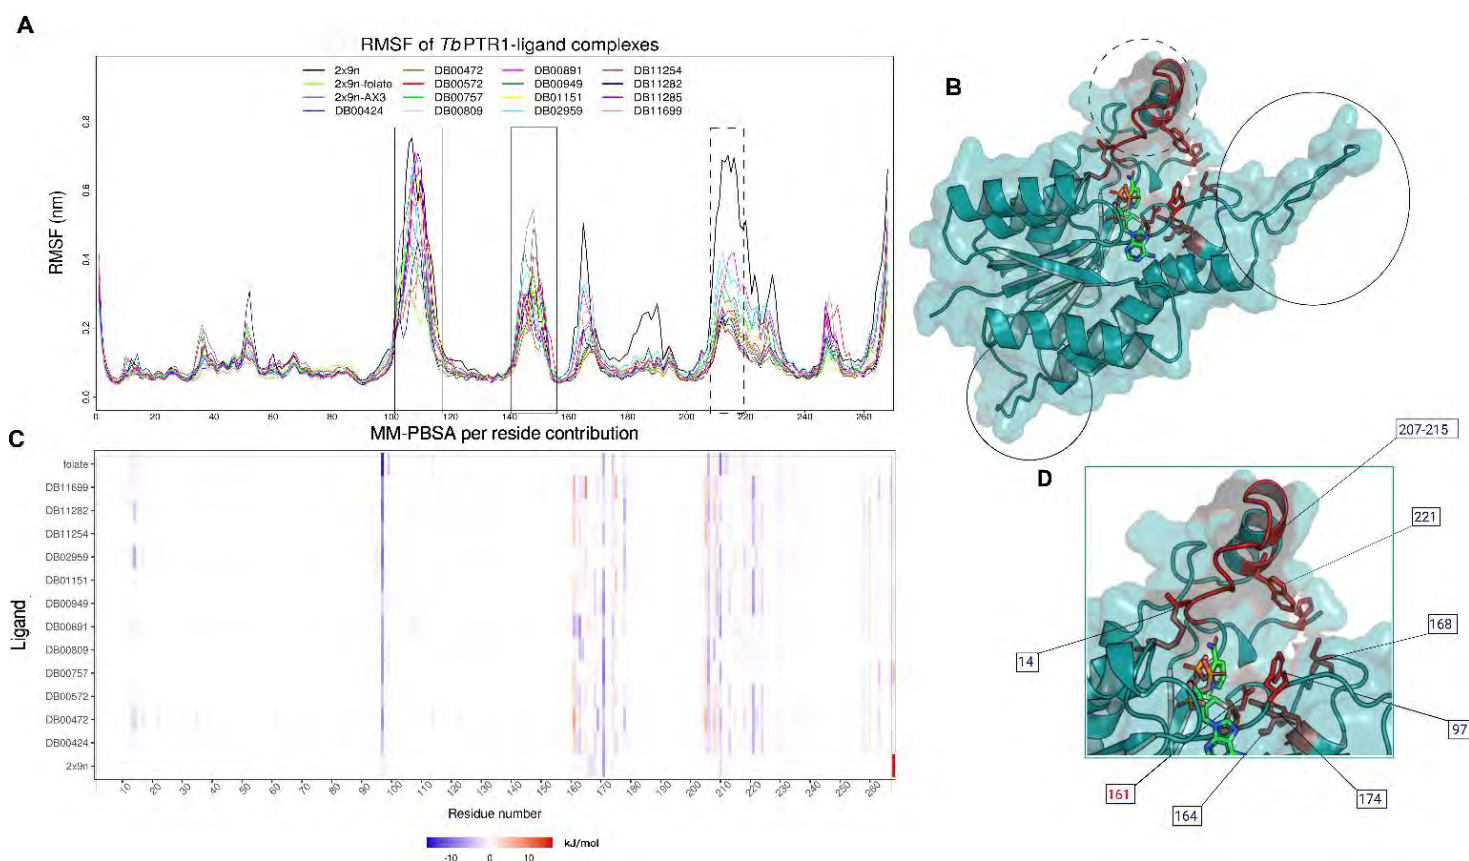 A
RMSF of TbPTR1-ligand complexes
2x9n DB00472 DB00891 DB11254
2x9n-folate DB00572 DB00949 DB11282
2x9n-AX3 DB00757 DB01151 DB11285
DB00424 DB00809 DB02959 DB11699
RMSF (nm)
0.8
0.6
0.4
0.2
0.0
0 20 40 60 80 100 120 140 160 180 200 220 240 260
B
C
MM-PBSA per reside contribution
Ligand
folate
DB11699
DB11282
DB11254
DB02959
DB01151
DB00949
DB00891
DB00809
DB00757
DB00572
DB00472
DB00424
2x9n
10 20 30 40 50 60 70 80 90 100 110 120 130 140 150 160 170 180 190 200 210 220 230 240 250 260
Residue number
kJ/mol
-10 0 10
D
207-215
221
168
14
97
161
164
174